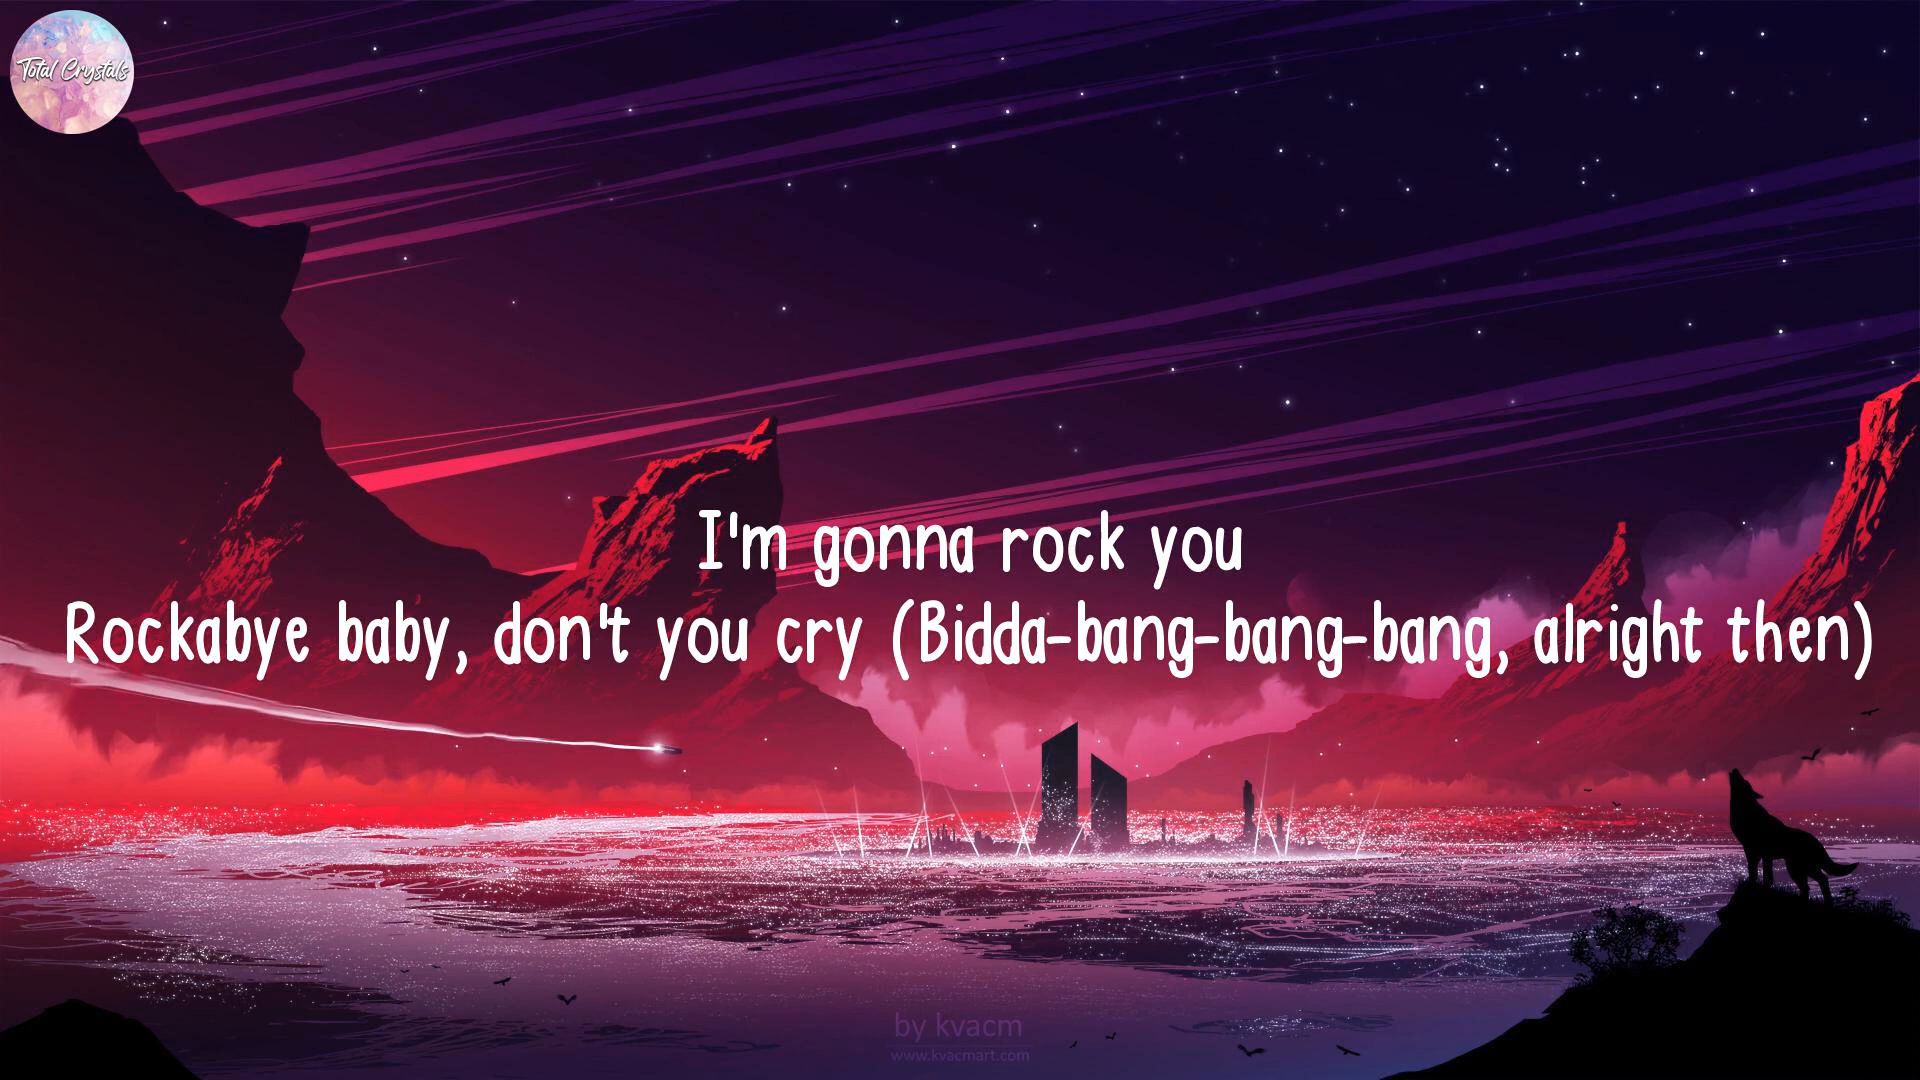 Total Crystals
I'm gonna rock you
Rockabye baby, don't you cry (Bidda-bang-bang-bang, alright then)
by kvacm
www.kvacmart.com